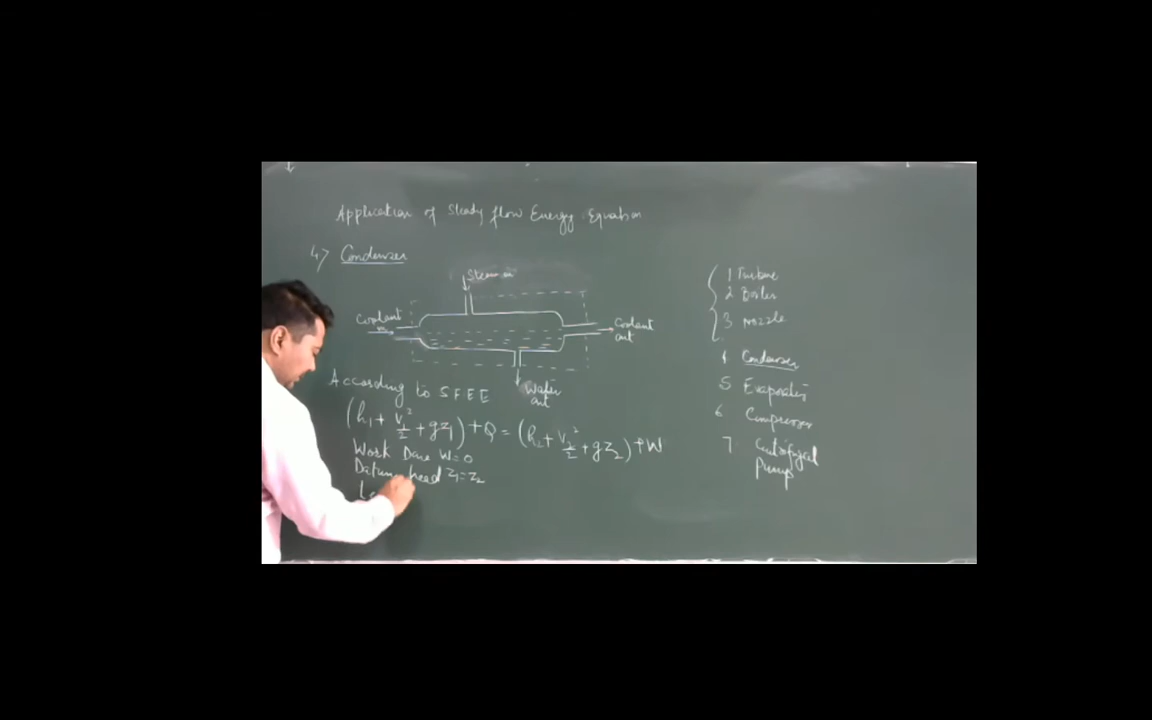 Application of Steady flow Energy Equation
4> Condenser
Steam in
Coolant in
Coolant out
Water out
According to SFEE
(h₁ + V₁²/2 + gz₁) + Q = (h₂ + V₂²/2 + gz₂) + W
Work Done W=0
Datum head z₁=z₂
1 Turbine
2 Boiler
3 nozzle
4 Condenser
5 Evaporator
6 Compressor
7 Centrifugal
Pump